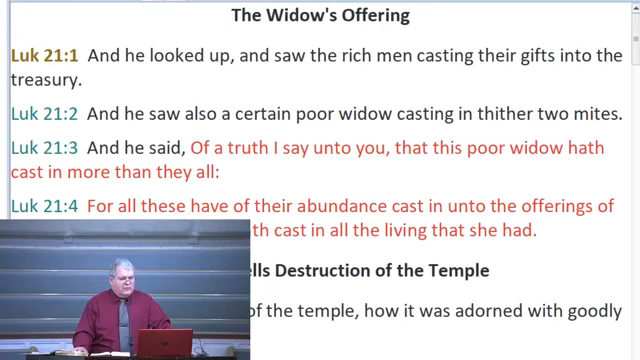 The Widow's Offering
Luk 21:1 And he looked up, and saw the rich men casting their gifts into the
treasury.
Luk 21:2 And he saw also a certain poor widow casting in thither two mites.
Luk 21:3 And he said, Of a truth I say unto you, that this poor widow hath
cast in more than they all:
Luk 21:4 For all these have of their abundance cast in unto the offerings of
th cast in all the living that she had.
ells Destruction of the Temple
of the temple, how it was adorned with goodly